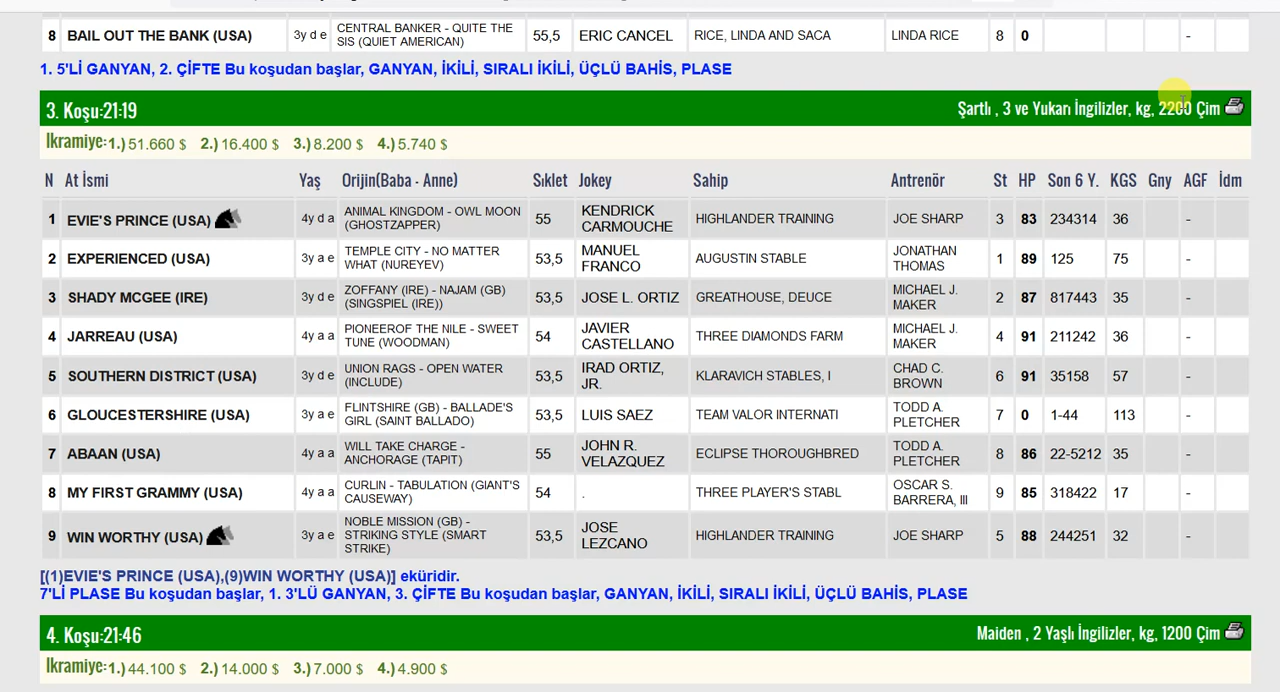 8 BAIL OUT THE BANK (USA) 3y d e CENTRAL BANKER - QUITE THE SIS (QUIET AMERICAN) 55,5 ERIC CANCEL RICE, LINDA AND SACA LINDA RICE 8 0 -
1. 5'Lİ GANYAN, 2. ÇİFTE Bu koşudan başlar, GANYAN, İKİLİ, SIRALI İKİLİ, ÜÇLÜ BAHİS, PLASE
3. Koşu:21:19 Şartlı , 3 ve Yukarı İngilizler, kg, 2200 Çim
Ikramiye:1.) 51.660 $ 2.) 16.400 $ 3.) 8.200 $ 4.) 5.740 $
N At İsmi Yaş Orijin(Baba - Anne) Sıklet Jokey Sahip Antrenör St HP Son 6 Y. KGS Gny AGF İdm
1 EVIE'S PRINCE (USA) 4y d a ANIMAL KINGDOM - OWL MOON (GHOSTZAPPER) 55 KENDRICK CARMOUCHE HIGHLANDER TRAINING JOE SHARP 3 83 234314 36 -
2 EXPERIENCED (USA) 3y a e TEMPLE CITY - NO MATTER WHAT (NUREYEV) 53,5 MANUEL FRANCO AUGUSTIN STABLE JONATHAN THOMAS 1 89 125 75 -
3 SHADY MCGEE (IRE) 3y d e ZOFFANY (IRE) - NAJAM (GB) (SINGSPIEL (IRE)) 53,5 JOSE L. ORTIZ GREATHOUSE, DEUCE MICHAEL J. MAKER 2 87 817443 35 -
4 JARREAU (USA) 4y a a PIONEEROF THE NILE - SWEET TUNE (WOODMAN) 54 JAVIER CASTELLANO THREE DIAMONDS FARM MICHAEL J. MAKER 4 91 211242 36 -
5 SOUTHERN DISTRICT (USA) 3y d e UNION RAGS - OPEN WATER (INCLUDE) 53,5 IRAD ORTIZ, JR. KLARAVICH STABLES, I CHAD C. BROWN 6 91 35158 57 -
6 GLOUCESTERSHIRE (USA) 3y a e FLINTSHIRE (GB) - BALLADE'S GIRL (SAINT BALLADO) 53,5 LUIS SAEZ TEAM VALOR INTERNATI TODD A. PLETCHER 7 0 1-44 113 -
7 ABAAN (USA) 4y a a WILL TAKE CHARGE - ANCHORAGE (TAPIT) 55 JOHN R. VELAZQUEZ ECLIPSE THOROUGHBRED TODD A. PLETCHER 8 86 22-5212 35 -
8 MY FIRST GRAMMY (USA) 4y a a CURLIN - TABULATION (GIANT'S CAUSEWAY) 54 . THREE PLAYER'S STABL OSCAR S. BARRERA, III 9 85 318422 17 -
9 WIN WORTHY (USA) 3y a e NOBLE MISSION (GB) - STRIKING STYLE (SMART STRIKE) 53,5 JOSE LEZCANO HIGHLANDER TRAINING JOE SHARP 5 88 244251 32 -
[(1)EVIE'S PRINCE (USA),(9)WIN WORTHY (USA)] eküridir.
7'Lİ PLASE Bu koşudan başlar, 1. 3'LÜ GANYAN, 3. ÇİFTE Bu koşudan başlar, GANYAN, İKİLİ, SIRALI İKİLİ, ÜÇLÜ BAHİS, PLASE
4. Koşu:21:46 Maiden , 2 Yaşlı İngilizler, kg, 1200 Çim
Ikramiye:1.) 44.100 $ 2.) 14.000 $ 3.) 7.000 $ 4.) 4.900 $